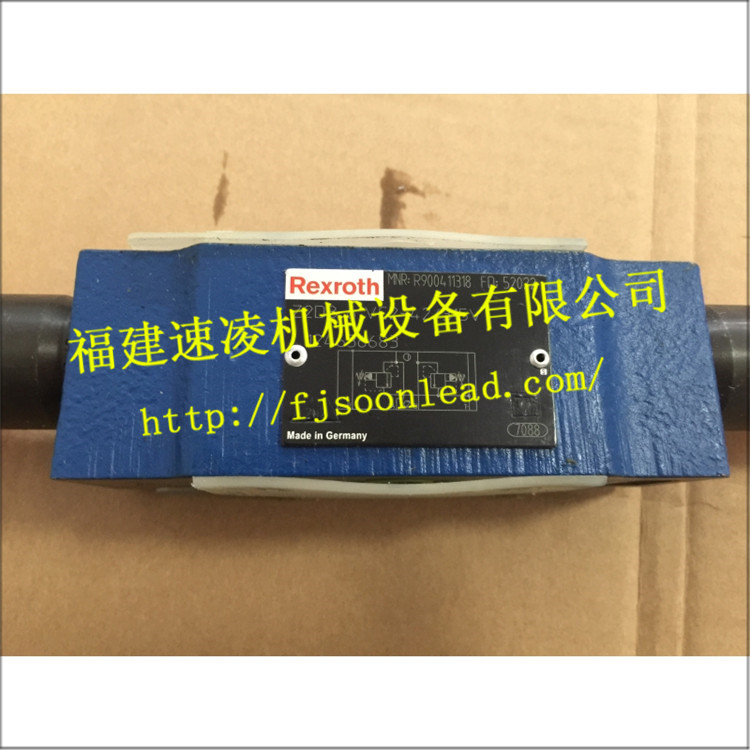 Rexroth
MNR: R900411318 FD:
福建速凌机械设备有限公司
http://fjsoonlead.com/
Made in Germany
7088